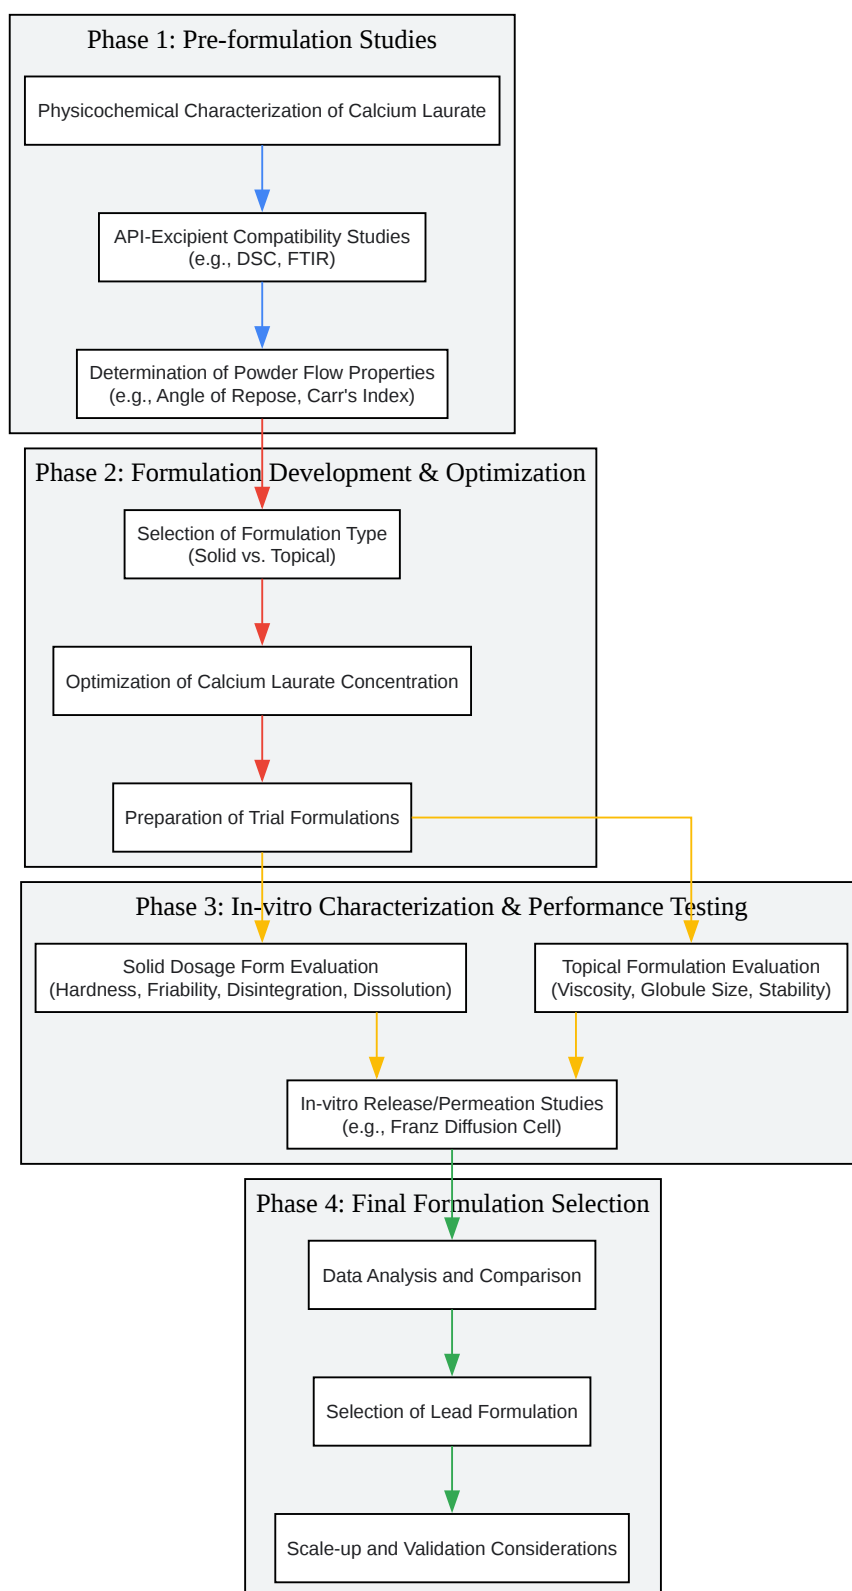 Phase 1: Pre-formulation Studies
Physicochemical Characterization of Calcium Laurate
API-Excipient Compatibility Studies
(e.g., DSC, FTIR)
Determination of Powder Flow Properties
(e.g., Angle of Repose, Carr's Index)
Phase 2: Formulation Development & Optimization
Selection of Formulation Type
(Solid vs. Topical)
Optimization of Calcium Laurate Concentration
Preparation of Trial Formulations
Phase 3: In-vitro Characterization & Performance Testing
Solid Dosage Form Evaluation
(Hardness, Friability, Disintegration, Dissolution)
Topical Formulation Evaluation
(Viscosity, Globule Size, Stability)
In-vitro Release/Permeation Studies
(e.g., Franz Diffusion Cell)
Phase 4: Final Formulation Selection
Data Analysis and Comparison
Selection of Lead Formulation
Scale-up and Validation Considerations